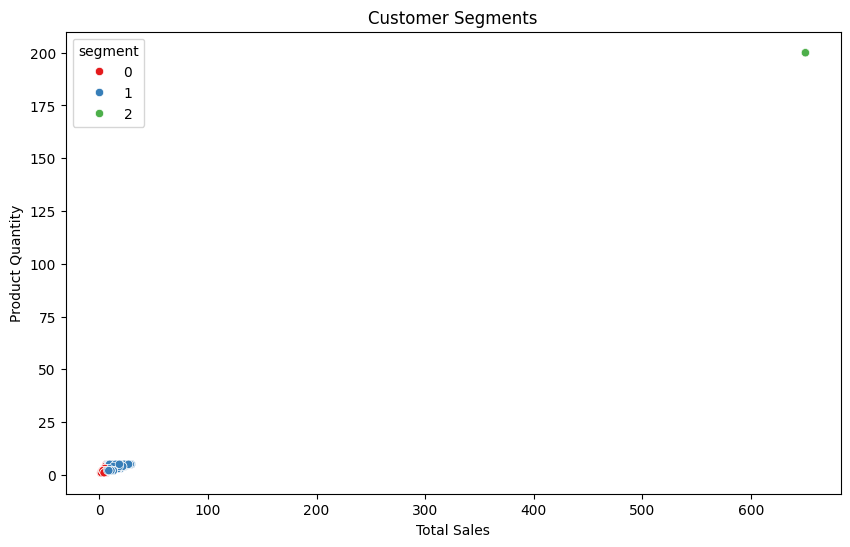 Customer Segments
segment
0
1
2
200
175
150
125
100
75
50
25
0
Product Quantity
0 100 200 300 400 500 600
Total Sales